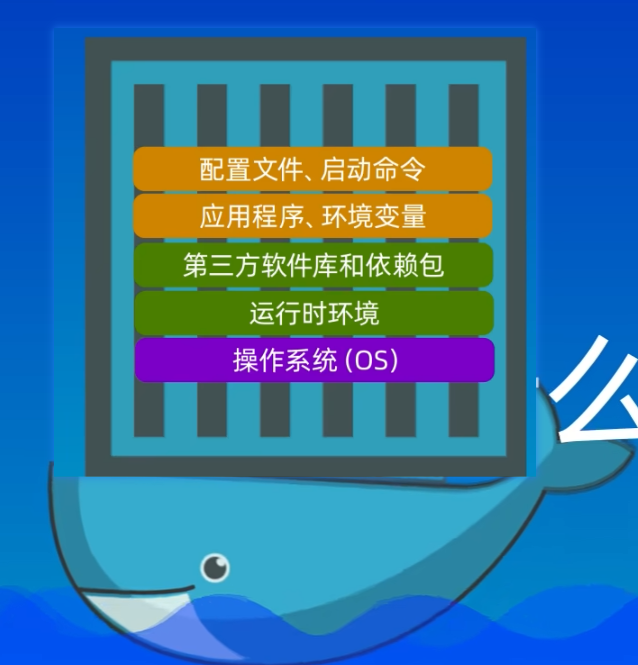 配置文件、启动命令
应用程序、环境变量
第三方软件库和依赖包
运行时环境
操作系统 (OS)
么